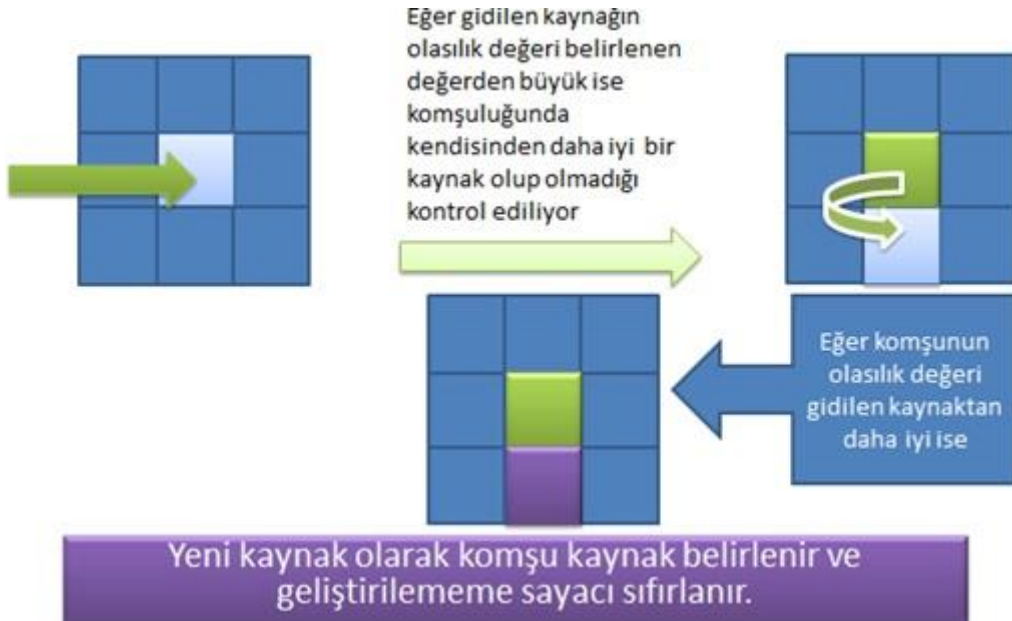 Eğer gidilen kaynağın
olasılık değeri belirlenen
değerden büyük ise
komşuluğunda
kendisinden daha iyi bir
kaynak olup olmadığı
kontrol ediliyor
Eğer komşunun
olasılık değeri
gidilen kaynaktan
daha iyi ise
Yeni kaynak olarak komşu kaynak belirlenir ve
geliştirilememe sayacı sıfırlanır.